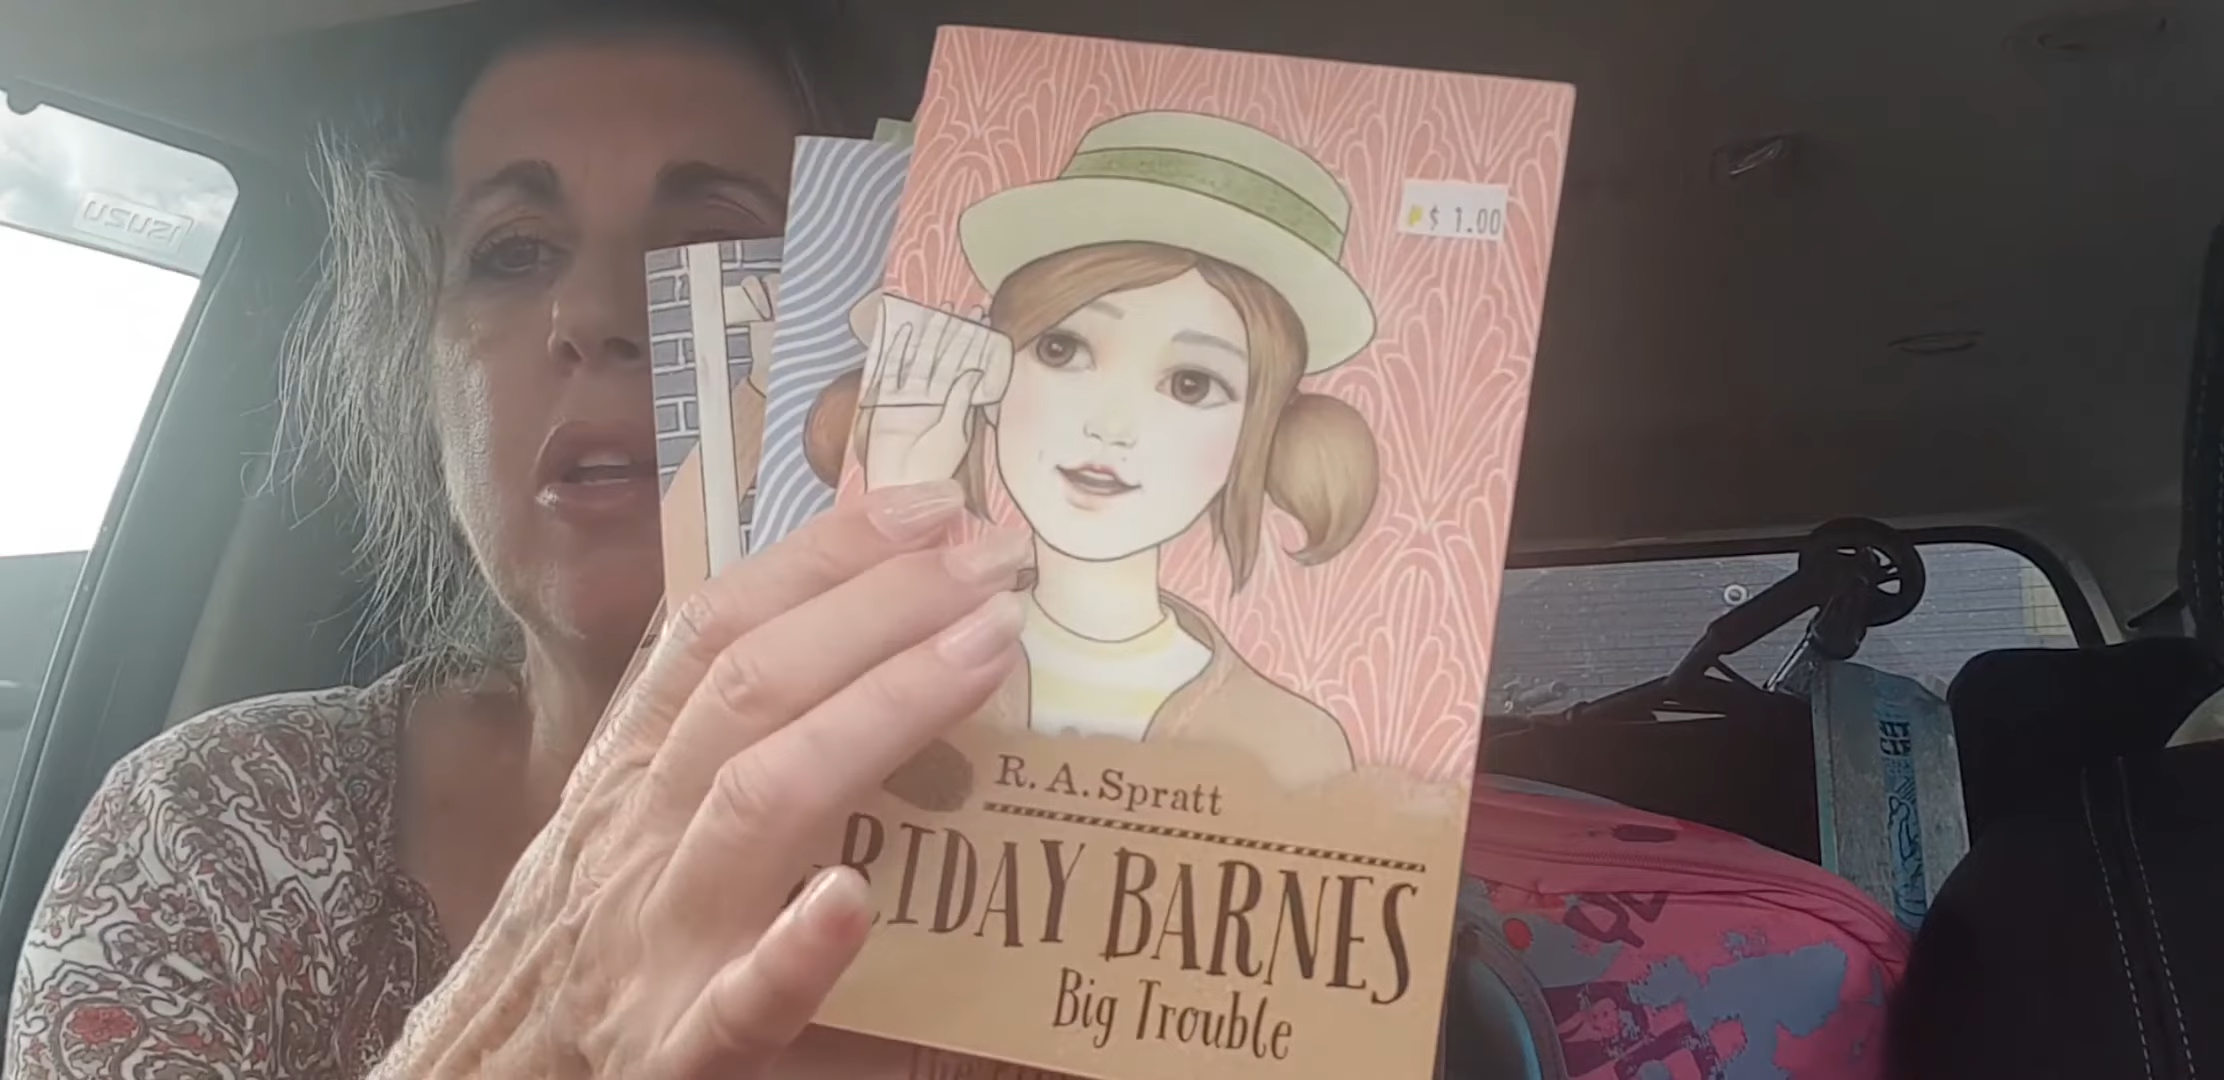 ISUZU
$ 1.00
R. A. Spratt
RIDAY BARNES
Big Trouble